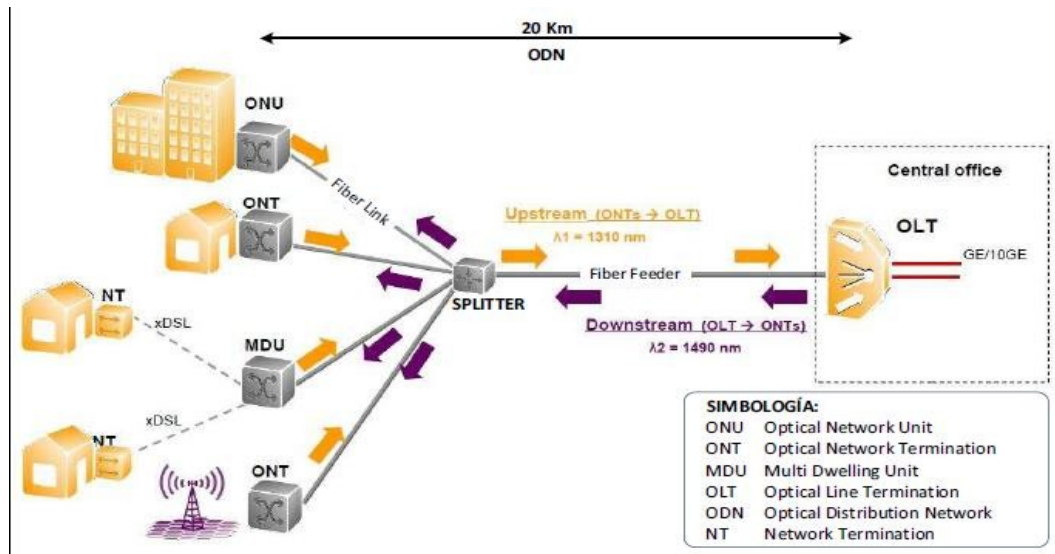 20 Km
ODN
ONU
Fiber Link
ONT
NT
xDSL
MDU
xDSL
NT
ONT
SPLITTER
Upstream (ONTs → OLT)
λ1 = 1310 nm
Fiber Feeder
Downstream (OLT → ONTs)
λ2 = 1490 nm
Central office
OLT
GE/10GE
SIMBOLOGÍA:
ONU Optical Network Unit
ONT Optical Network Termination
MDU Multi Dwelling Unit
OLT Optical Line Termination
ODN Optical Distribution Network
NT Network Termination